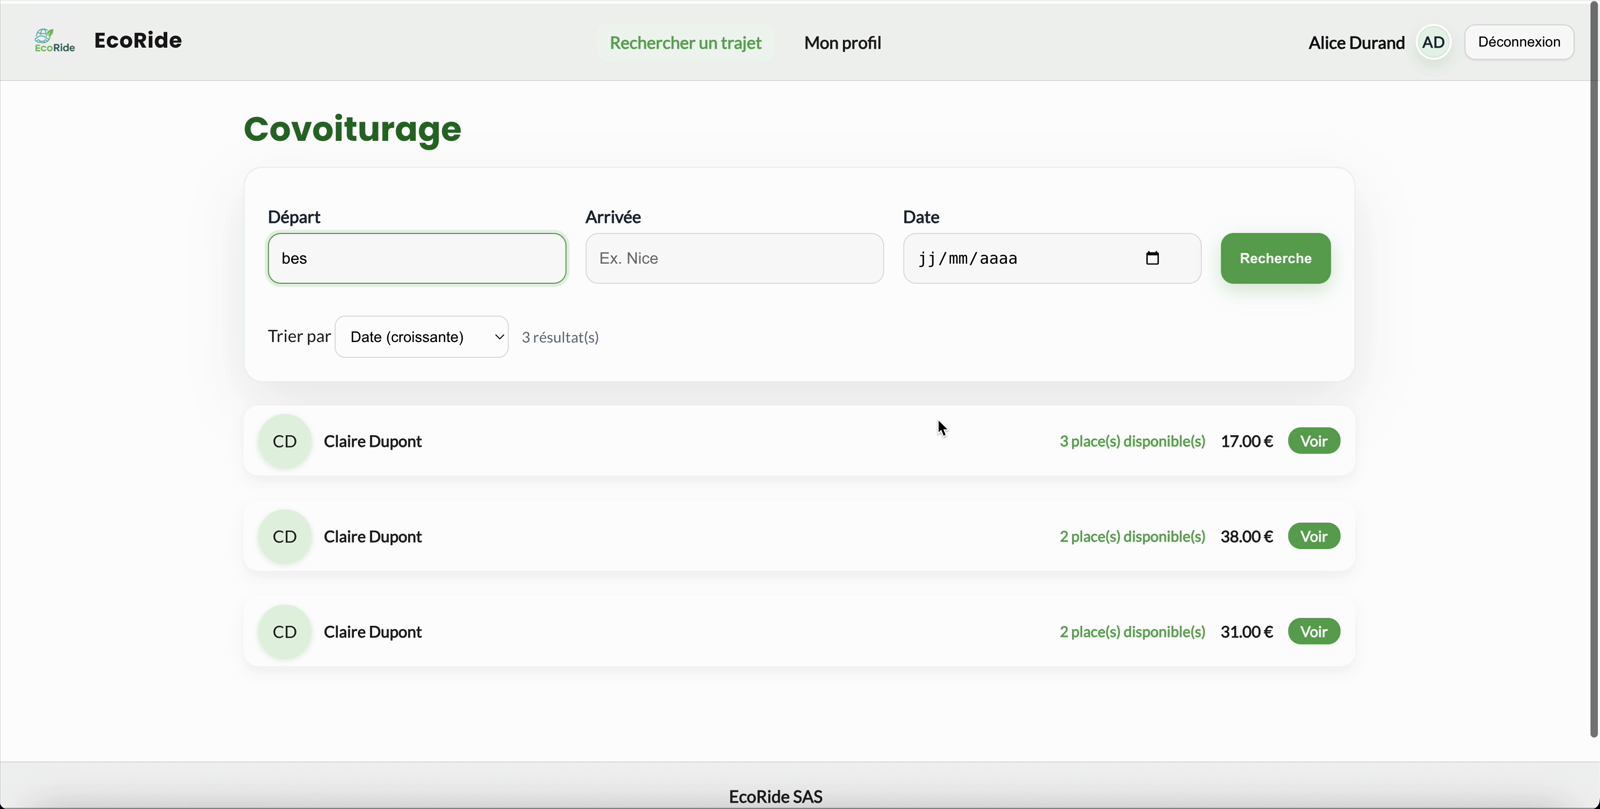 EcoRide
EcoRide
Rechercher un trajet
Mon profil
Alice Durand
AD
Déconnexion
Covoiturage
Départ
Arrivée
Date
bes
Ex. Nice
jj/mm/aaaa
Recherche
Trier par
Date (croissante)
3 résultat(s)
CD
Claire Dupont
3 place(s) disponible(s)
17.00 €
Voir
CD
Claire Dupont
2 place(s) disponible(s)
38.00 €
Voir
CD
Claire Dupont
2 place(s) disponible(s)
31.00 €
Voir
EcoRide SAS